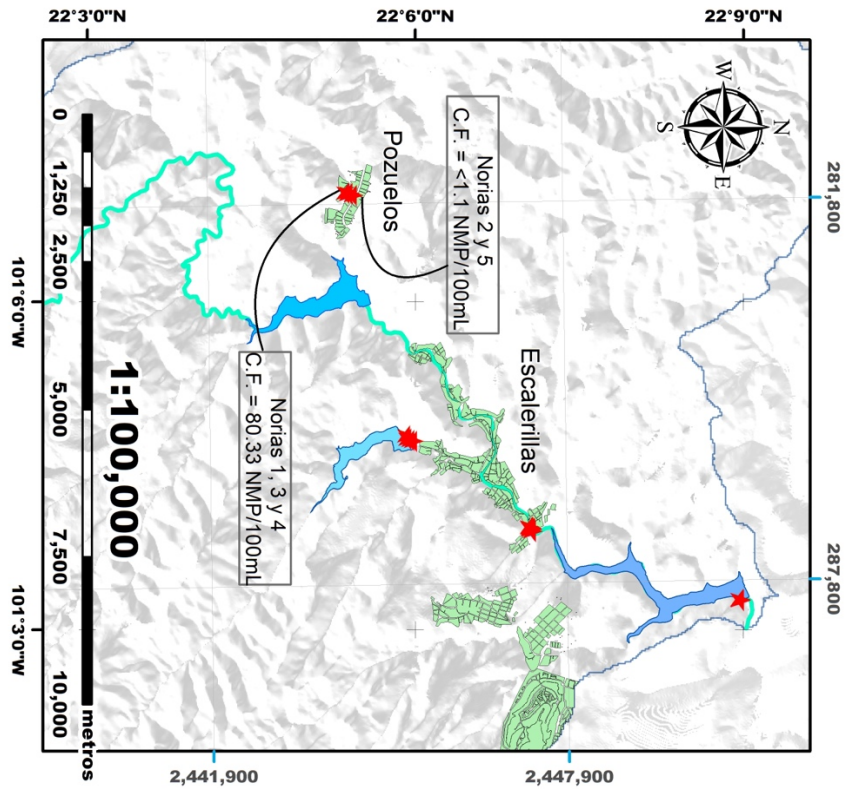 22°3'0"N
22°6'0"N
22°9'0"N
W
N
S
E
281,800
287,800
Norias 2 y 5
C.F. = <1.1 NMP/100mL
Pozuelos
Escalerillas
Norias 1, 3 y 4
C.F. = 80.33 NMP/100mL
1:100,000
0
1,250
2,500
5,000
7,500
10,000
metros
101°6'0"W
101°3'0"W
2,441,900
2,447,900